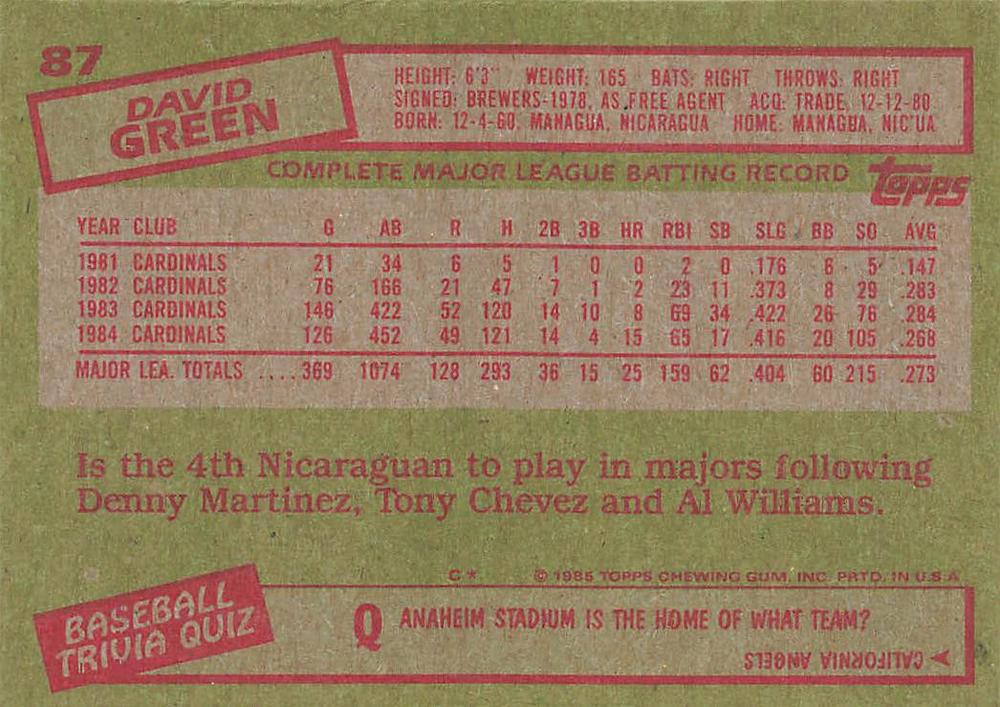 87
DAVID
GREEN
HEIGHT: 6'3" WEIGHT: 165 BATS: RIGHT THROWS: RIGHT
SIGNED: BREWERS-1978, AS FREE AGENT ACQ: TRADE, 12-12-80
BORN: 12-4-60, MANAGUA, NICARAGUA HOME: MANAGUA, NIC'UA
COMPLETE MAJOR LEAGUE BATTING RECORD
topps
YEAR CLUB G AB R H 2B 3B HR RBI SB SLG BB SO AVG
1981 CARDINALS 21 34 6 5 1 0 0 2 0 .176 6 5 .147
1982 CARDINALS 76 166 21 47 7 1 2 23 11 .373 8 29 .283
1983 CARDINALS 146 422 52 120 14 10 8 69 34 .422 26 76 .284
1984 CARDINALS 126 452 49 121 14 4 15 65 17 .416 20 105 .268
MAJOR LEA. TOTALS ....369 1074 128 293 36 15 25 159 62 .404 60 215 .273
Is the 4th Nicaraguan to play in majors following
Denny Martinez, Tony Chevez and Al Williams.
C* © 1985 TOPPS CHEWING GUM, INC. PRTD. IN U.S.A.
BASEBALL
TRIVIA QUIZ
Q ANAHEIM STADIUM IS THE HOME OF WHAT TEAM?
CALIFORNIA ANGELS